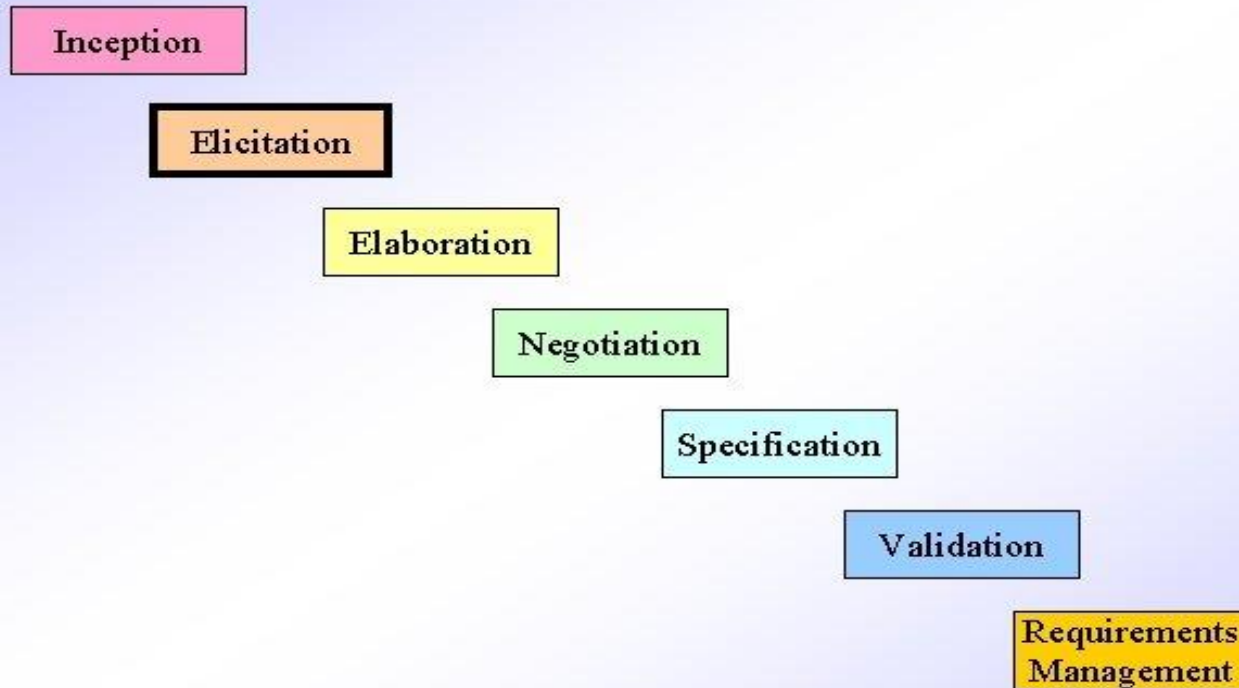 Inception
Elicitation
Elaboration
Negotiation
Specification
Validation
Requirements
Management